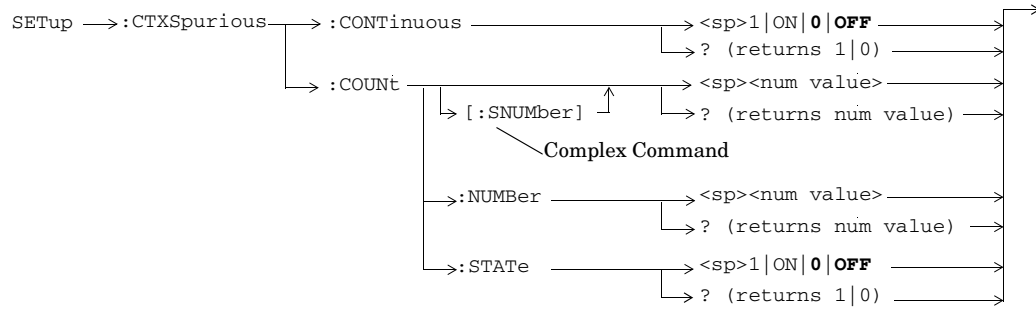 SETup :CTXSpurious :CONTinuous <sp>1|ON|0|OFF
? (returns 1|0)
:COUNt <sp><num value>
[:SNUMber] ? (returns num value)
Complex Command
:NUMBer <sp><num value>
? (returns num value)
:STATe <sp>1|ON|0|OFF
? (returns 1|0)